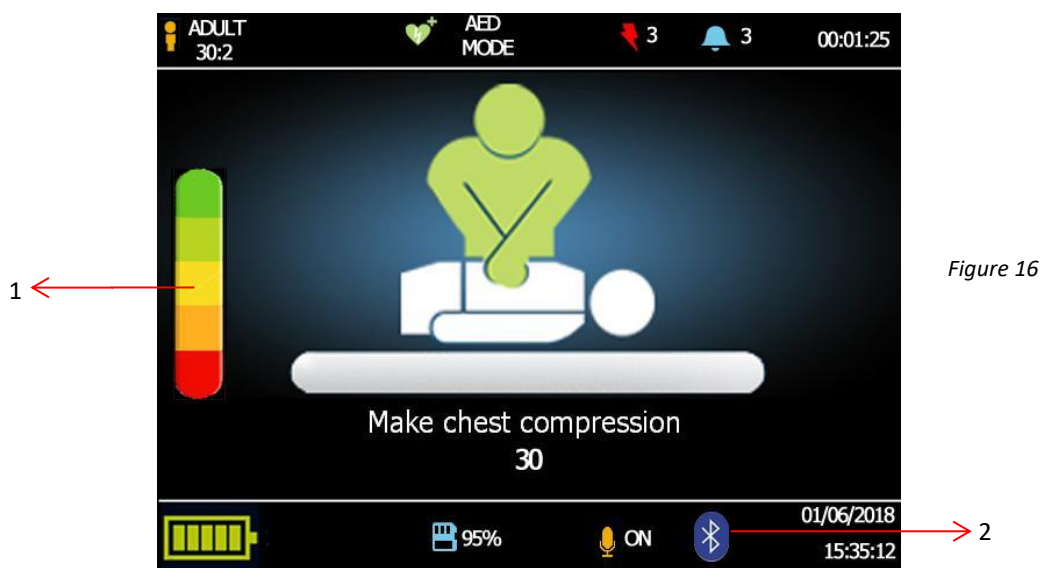 ADULT
30:2
AED
MODE
3
3
00:01:25
1
Figure 16
Make chest compression
30
95%
ON
01/06/2018
15:35:12
2